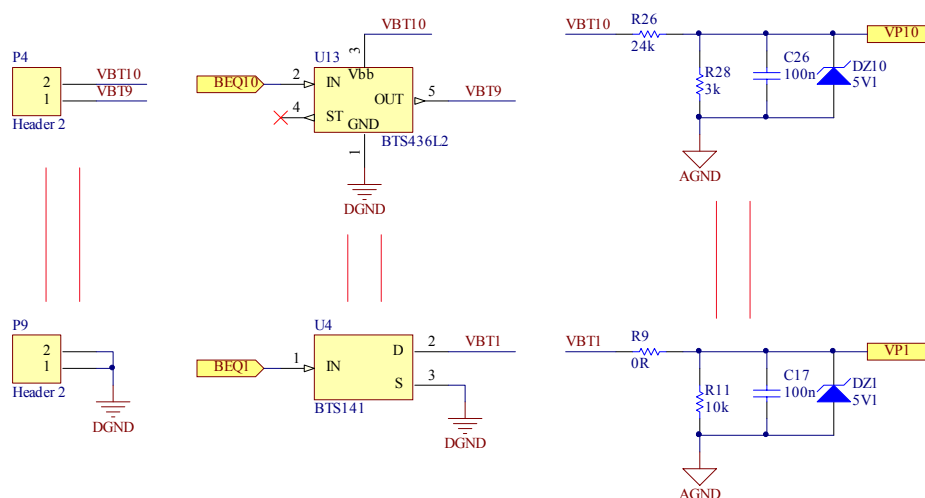 P4
2
1
VBT10
VBT9
Header 2
U13
VBT10
3
Vbb
BEQ10
2
IN
OUT
5
VBT9
4
ST
GND
BTS436L2
1
DGND
VBT10
R26
24k
VP10
R28
3k
C26
100n
DZ10
5V1
AGND
P9
2
1
Header 2
DGND
U4
BEQ1
1
IN
D
2
VBT1
S
3
BTS141
DGND
VBT1
R9
0R
VP1
R11
10k
C17
100n
DZ1
5V1
AGND